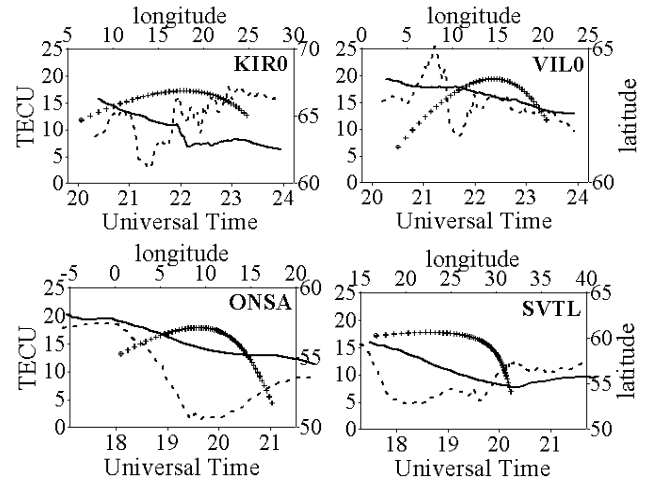 longitude
longitude
5 10 15 20 25 30
0 5 10 15 20 25
25 KIR0 70
25 VIL0 65
20
20
15 65
15
10
10
5
5
0 60
0 60
TECU
latitude
20 21 22 23 24
20 21 22 23 24
Universal Time
Universal Time
longitude
longitude
-5 0 5 10 15 20
15 20 25 30 35 40
25 ONSA 60
25 SVTL 65
20
20 60
15 55
15
10
10 55
5
5
0 50
0 50
TECU
latitude
18 19 20 21
18 19 20 21
Universal Time
Universal Time